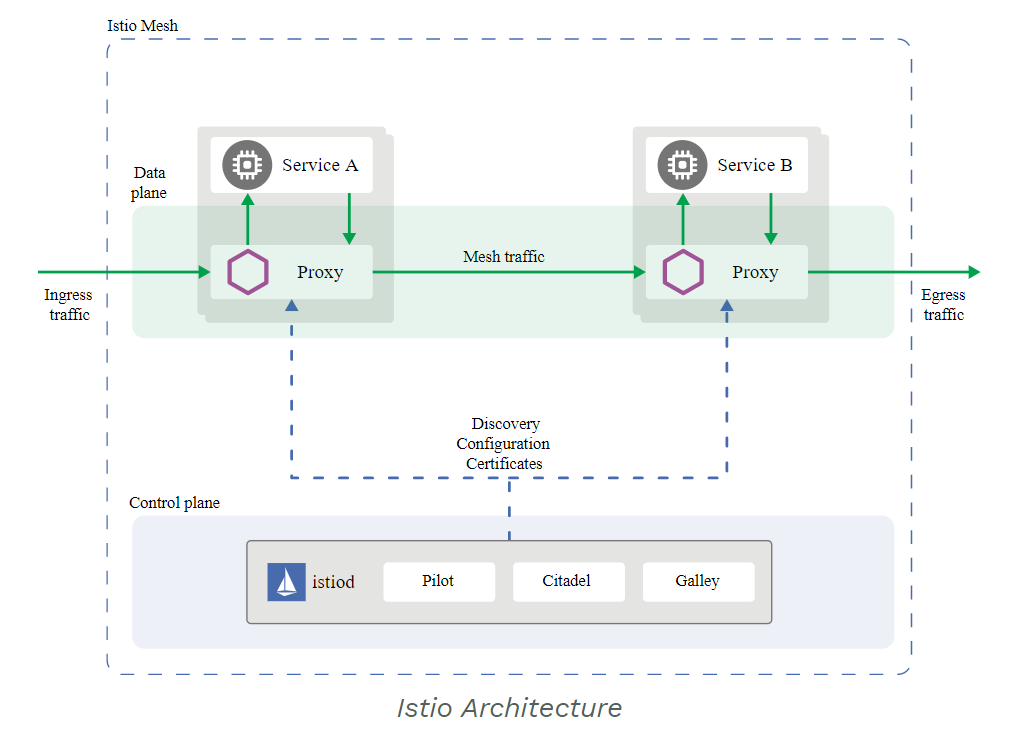 Istio Mesh
Data
plane
Service A
Service B
Proxy
Mesh traffic
Proxy
Ingress
traffic
Egress
traffic
Discovery
Configuration
Certificates
Control plane
istiod
Pilot
Citadel
Galley
Istio Architecture